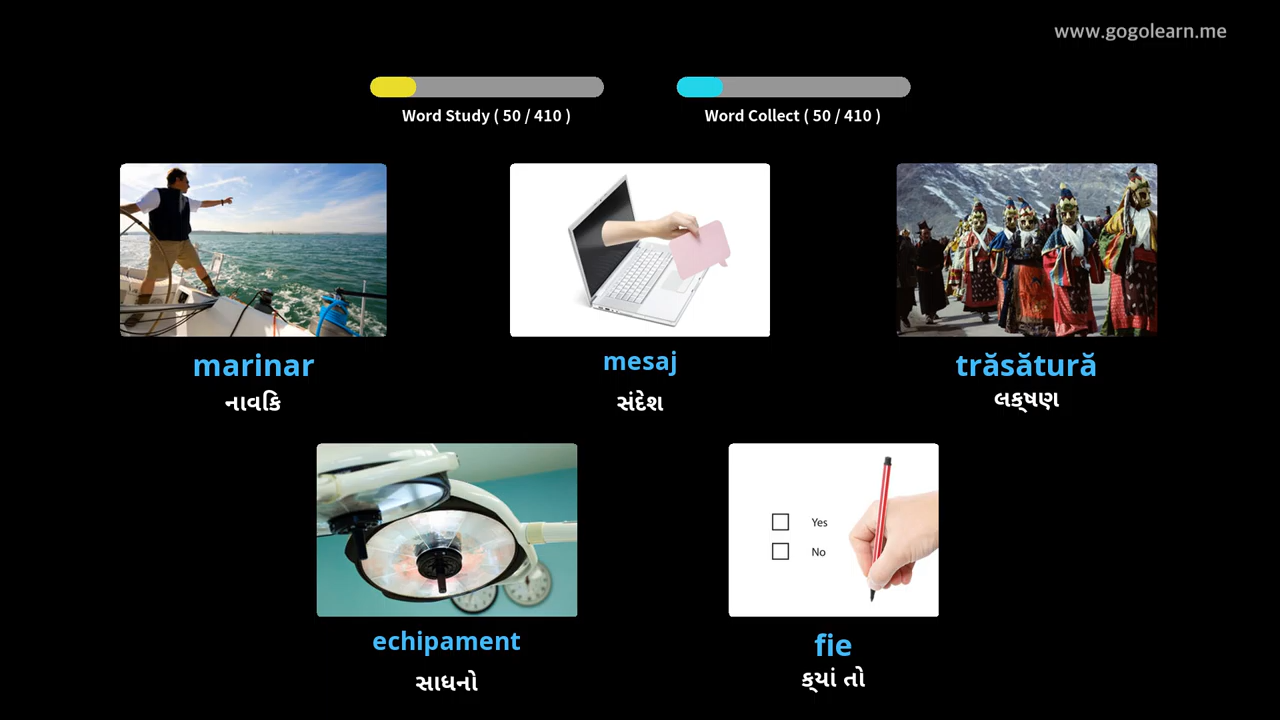 www.gogolearn.me
Word Study ( 50 / 410 )
Word Collect ( 50 / 410 )
marinar
નાવકિ
mesaj
સંદેશ
trăsătură
લક્ષણ
Yes
No
echipament
સાધનો
fie
ક્યાં તો